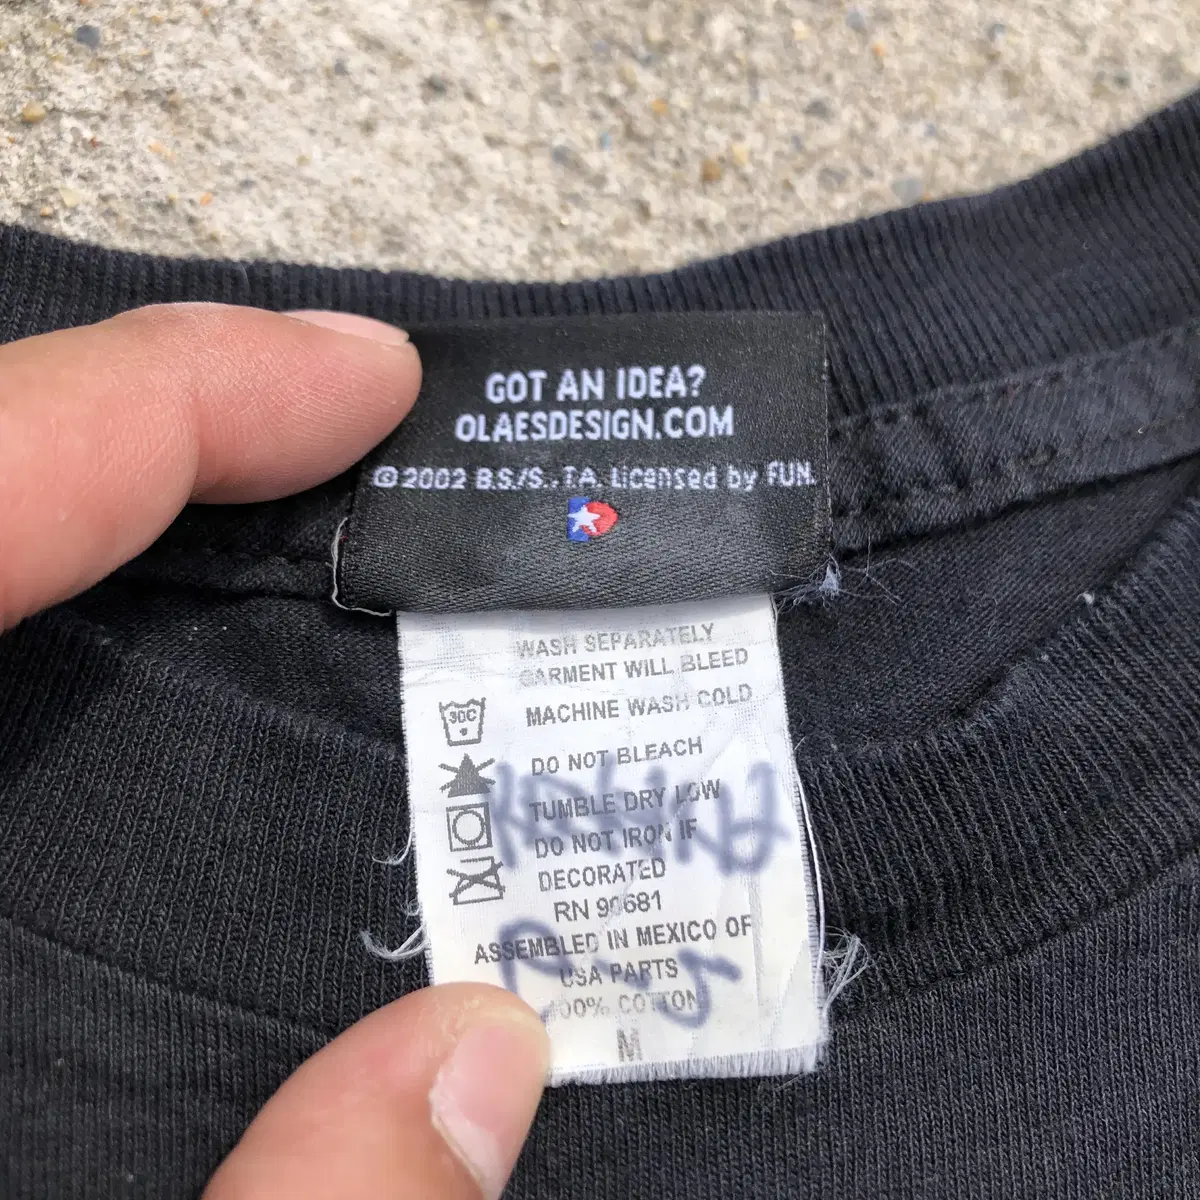 GOT AN IDEA?
OLAESDESIGN.COM
©2002 B.S./S., T.A. Licensed by FUN.
WASH SEPARATELY
GARMENT WILL BLEED
30C
MACHINE WASH COLD
DO NOT BLEACH
TUMBLE DRY LOW
DO NOT IRON IF
DECORATED
RN 90681
ASSEMBLED IN MEXICO OF
USA PARTS
100% COTTON
M